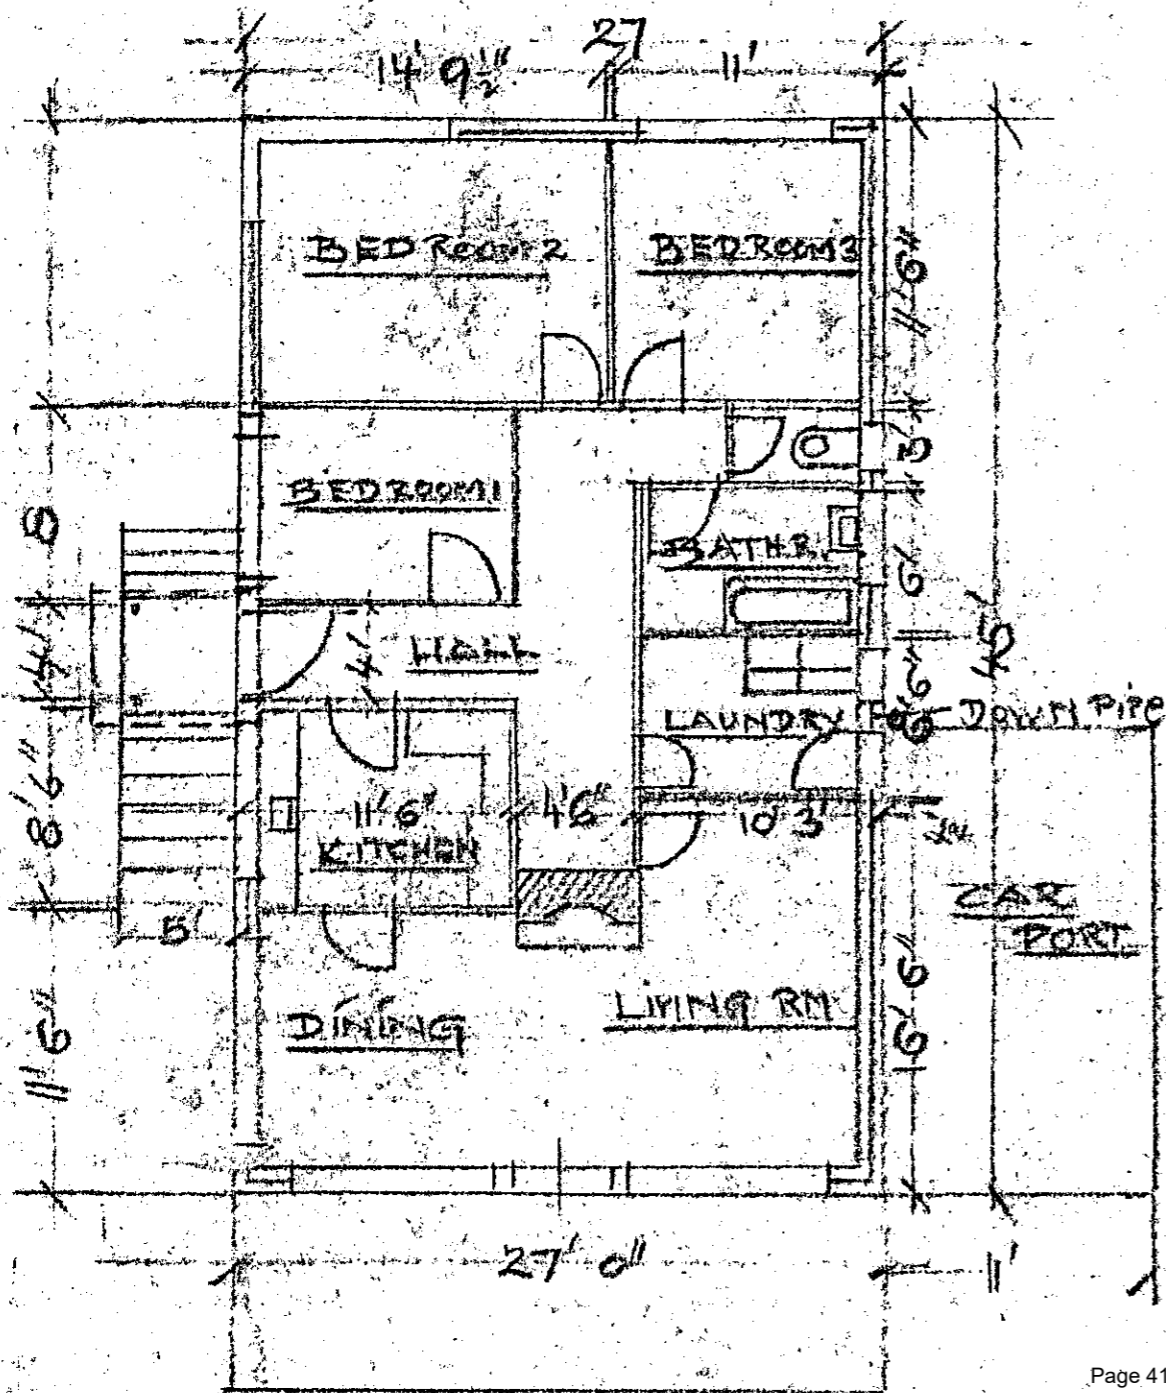 27
14' 9½" 11'
BEDROOM 2 BEDROOM 3
11'6"
3'
BEDROOM 1
8
BATH R.
6'
HALL
4'
4'
45'
6'6"
LAUNDRY
DOWN PIPE
8'6"
11'6" 4'6" 10' 3'
KITCHEN
CAR
PORT
5'
16'6"
DINING
LIVING RM
11'6"
27' 0" 11'
Page 41